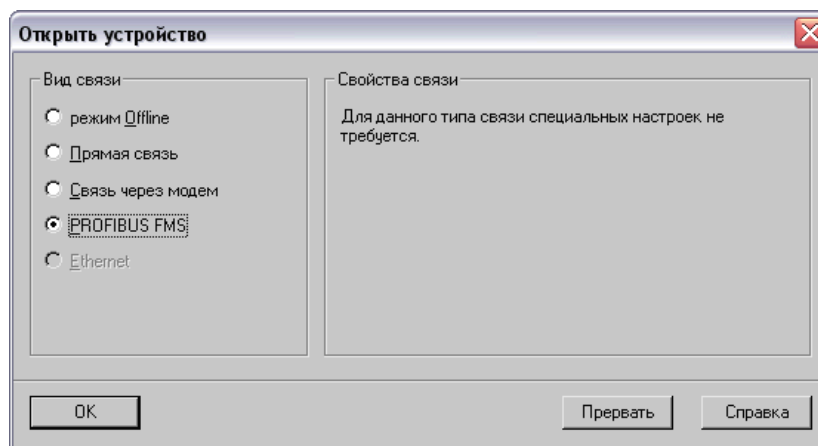 Открыть устройство
Вид связи
режим Offline
Прямая связь
Связь через модем
PROFIBUS FMS
Ethernet
Свойства связи
Для данного типа связи специальных настроек не
требуется.
OK
Прервать
Справка